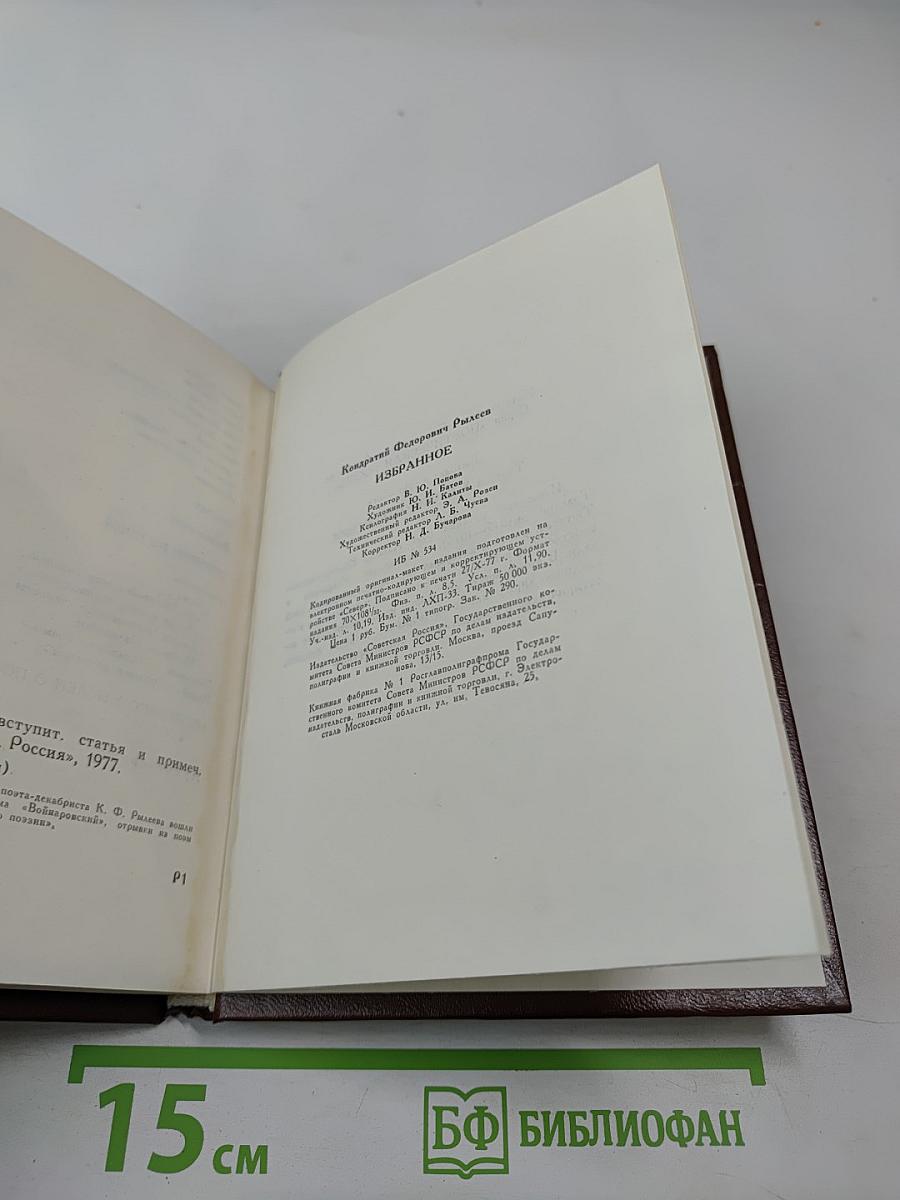 вступит. статья и примеч.
Россия», 1977.
поэта-декабриста К. Ф. Рылеева вошли
«Войнаровский», отрывки из поэм
о поэзии».
Р1
Кондратий Федорович Рылеев
ИЗБРАННОЕ
Редактор В. Ю. Попова
Художник Ю. И. Батов
Ксилография Н. И. Калиты
Художественный редактор Э. А. Розен
Технический редактор Л. Б. Чуева
Корректор Н. Д. Бучарова
ИБ № 534
Кодированный оригинал-макет издания подготовлен на
электронном печатно-кодирующем и корректирующем уст-
ройстве «Север». Подписано к печати 27/X-77 г. Формат
издания 70X108¹/₃₂. Физ. п. л. 8,5. Усл. п. л. 11,90.
Уч.-изд. л. 10,19. Изд. инд. ЛХП-33. Тираж 50 000 экз.
Цена 1 руб. Бум. № 1 типогр. Зак. № 290.
Издательство «Советская Россия», Государственного ко-
митета Совета Министров РСФСР по делам издательств,
полиграфии и книжной торговли. Москва, проезд Сапу-
нова, 13/15.
Книжная фабрика № 1 Росглавполиграфпрома Государ-
ственного комитета Совета Министров РСФСР по делам
издательств, полиграфии и книжной торговли, г. Электро-
сталь Московской области, ул. им. Тевосяна, 25.
15 см
БФ БИБЛИОФАН